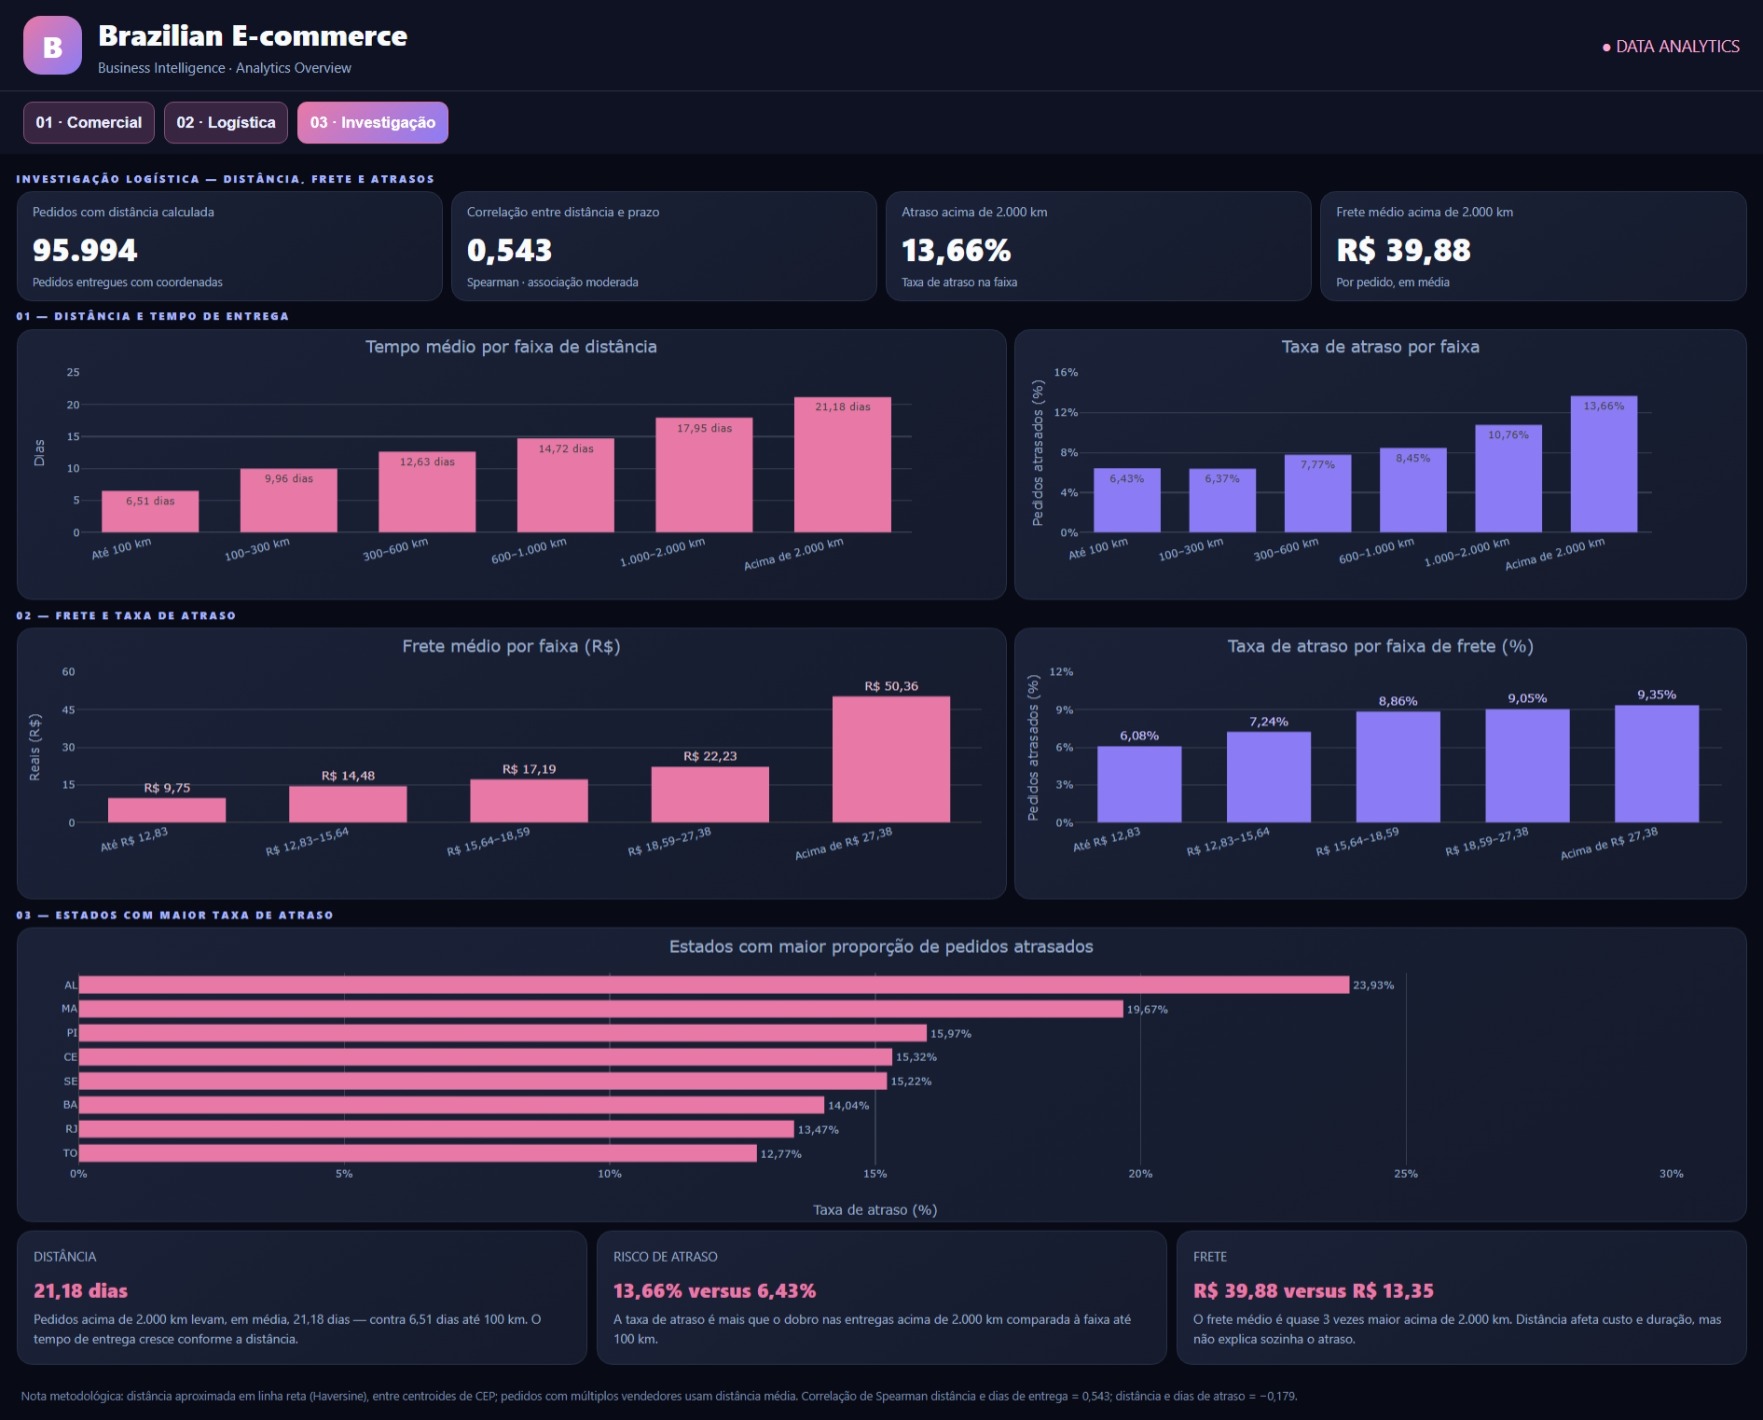 B
Brazilian E-commerce
Business Intelligence · Analytics Overview
● DATA ANALYTICS
01 · Comercial
02 · Logística
03 · Investigação
INVESTIGAÇÃO LOGÍSTICA — DISTÂNCIA, FRETE E ATRASOS
Pedidos com distância calculada
95.994
Pedidos entregues com coordenadas
Correlação entre distância e prazo
0,543
Spearman · associação moderada
Atraso acima de 2.000 km
13,66%
Taxa de atraso na faixa
Frete médio acima de 2.000 km
R$ 39,88
Por pedido, em média
01 — DISTÂNCIA E TEMPO DE ENTREGA
Tempo médio por faixa de distância
Dias
25
20
15
10
5
0
6,51 dias
9,96 dias
12,63 dias
14,72 dias
17,95 dias
21,18 dias
Até 100 km
100–300 km
300–600 km
600–1.000 km
1.000–2.000 km
Acima de 2.000 km
Taxa de atraso por faixa
Pedidos atrasados (%)
16%
12%
8%
4%
0%
6,43%
6,37%
7,77%
8,45%
10,76%
13,66%
Até 100 km
100–300 km
300–600 km
600–1.000 km
1.000–2.000 km
Acima de 2.000 km
02 — FRETE E TAXA DE ATRASO
Frete médio por faixa (R$)
Reais (R$)
60
45
30
15
0
R$ 9,75
R$ 14,48
R$ 17,19
R$ 22,23
R$ 50,36
Até R$ 12,83
R$ 12,83–15,64
R$ 15,64–18,59
R$ 18,59–27,38
Acima de R$ 27,38
Taxa de atraso por faixa de frete (%)
Pedidos atrasados (%)
12%
9%
6%
3%
0%
6,08%
7,24%
8,86%
9,05%
9,35%
Até R$ 12,83
R$ 12,83–15,64
R$ 15,64–18,59
R$ 18,59–27,38
Acima de R$ 27,38
03 — ESTADOS COM MAIOR TAXA DE ATRASO
Estados com maior proporção de pedidos atrasados
AL 23,93%
MA 19,67%
PI 15,97%
CE 15,32%
SE 15,22%
BA 14,04%
RJ 13,47%
TO 12,77%
0% 5% 10% 15% 20% 25% 30%
Taxa de atraso (%)
DISTÂNCIA
21,18 dias
Pedidos acima de 2.000 km levam, em média, 21,18 dias — contra 6,51 dias até 100 km. O
tempo de entrega cresce conforme a distância.
RISCO DE ATRASO
13,66% versus 6,43%
A taxa de atraso é mais que o dobro nas entregas acima de 2.000 km comparada à faixa até
100 km.
FRETE
R$ 39,88 versus R$ 13,35
O frete médio é quase 3 vezes maior acima de 2.000 km. Distância afeta custo e duração, mas
não explica sozinha o atraso.
Nota metodológica: distância aproximada em linha reta (Haversine), entre centroides de CEP; pedidos com múltiplos vendedores usam distância média. Correlação de Spearman distância e dias de entrega = 0,543; distância e dias de atraso = −0,179.